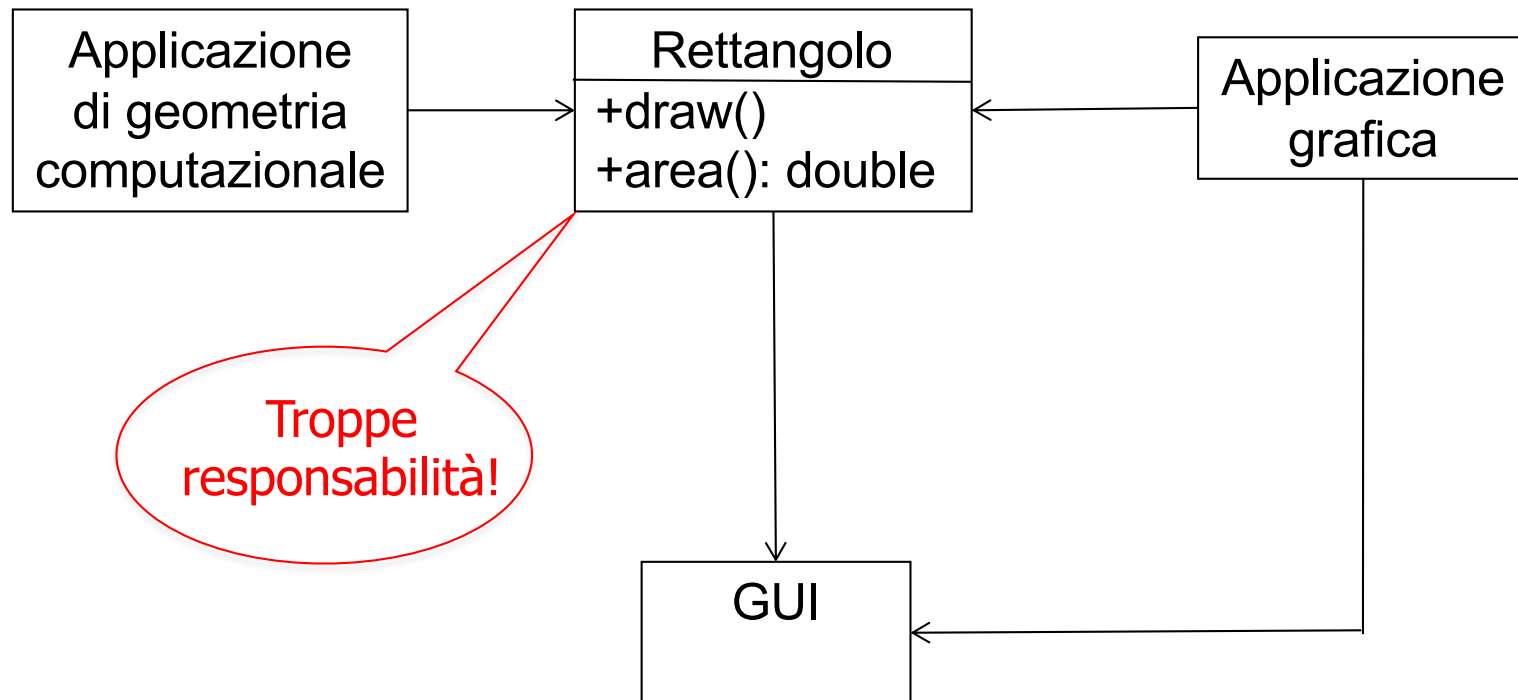 Applicazione
di geometria
computazionale
Rettangolo
+draw()
+area(): double
Applicazione
grafica
Troppe
responsabilità!
GUI